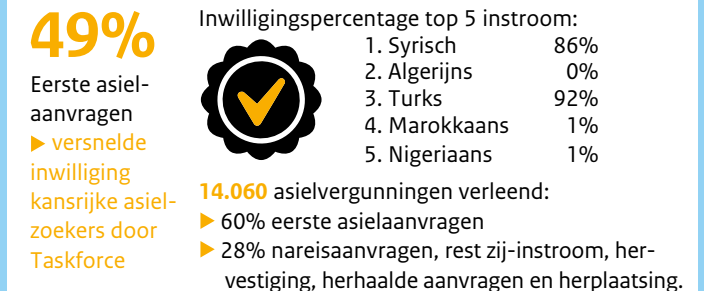 49%
Eerste asiel-
aanvragen
▶ versnelde
inwilliging
kansrijke asiel-
zoekers door
Taskforce
Inwilligingspercentage top 5 instroom:
1. Syrisch 86%
2. Algerijns 0%
3. Turks 92%
4. Marokkaans 1%
5. Nigeriaans 1%
14.060 asielvergunningen verleend:
▶ 60% eerste asielaanvragen
▶ 28% nareisaanvragen, rest zij-instroom, her-
vestiging, herhaalde aanvragen en herplaatsing.